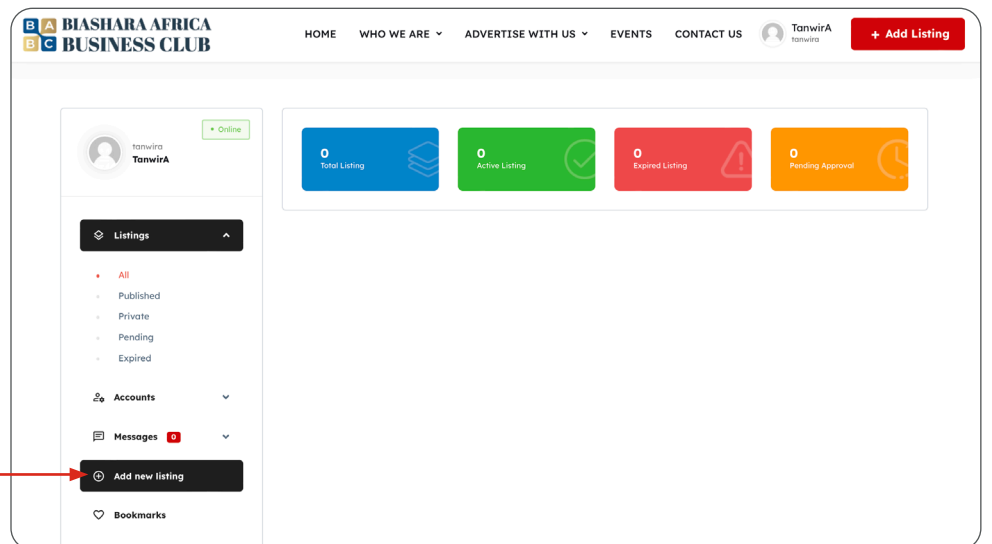 B A BIASHARA AFRICA
B C BUSINESS CLUB
HOME WHO WE ARE ADVERTISE WITH US EVENTS CONTACT US
TanwirA
tanwira
+ Add Listing
tanwira
TanwirA
• Online
0
Total Listing
0
Active Listing
0
Expired Listing
0
Pending Approval
Listings
All
Published
Private
Pending
Expired
Accounts
Messages 0
Add new listing
Bookmarks